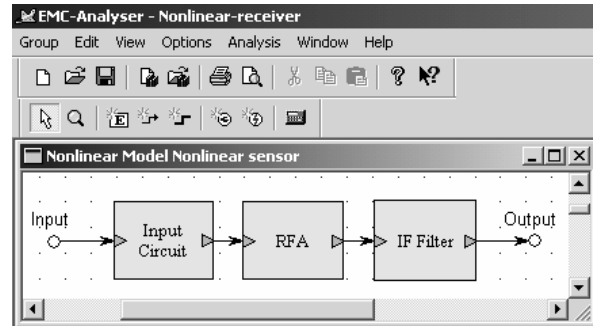 EMC-Analyser - Nonlinear-receiver
Group Edit View Options Analysis Window Help
E
Nonlinear Model Nonlinear sensor
Input
Input
Circuit
RFA
IF Filter
Output